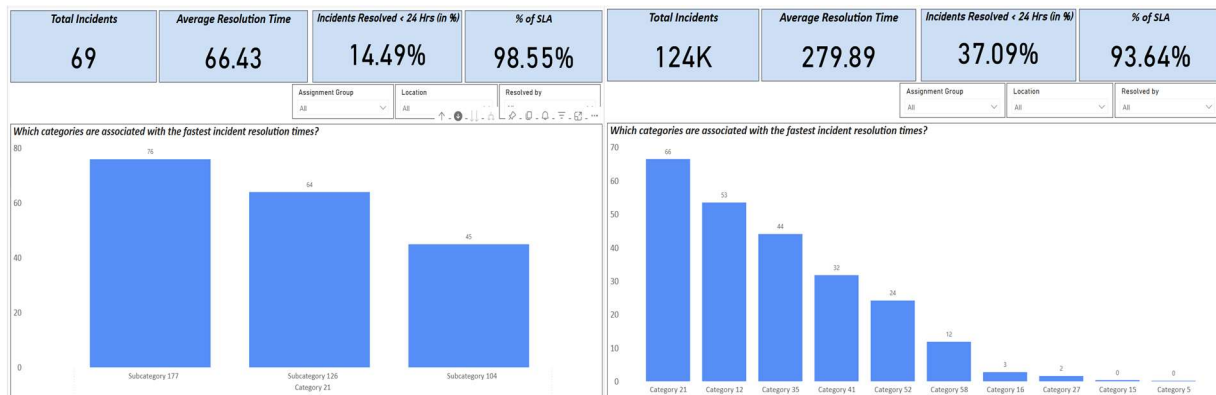 Total Incidents
69
Average Resolution Time
66.43
Incidents Resolved < 24 Hrs (in %)
14.49%
% of SLA
98.55%
Assignment Group
All
Location
All
Resolved by
Which categories are associated with the fastest incident resolution times?
80
60
40
20
0
76
64
45
Subcategory 177
Subcategory 126
Subcategory 104
Category 21
Total Incidents
124K
Average Resolution Time
279.89
Incidents Resolved < 24 Hrs (in %)
37.09%
% of SLA
93.64%
Assignment Group
All
Location
All
Resolved by
All
Which categories are associated with the fastest incident resolution times?
70
60
50
40
30
20
10
0
66
53
44
32
24
12
3
2
0
0
Category 21
Category 12
Category 35
Category 41
Category 52
Category 58
Category 16
Category 27
Category 15
Category 5